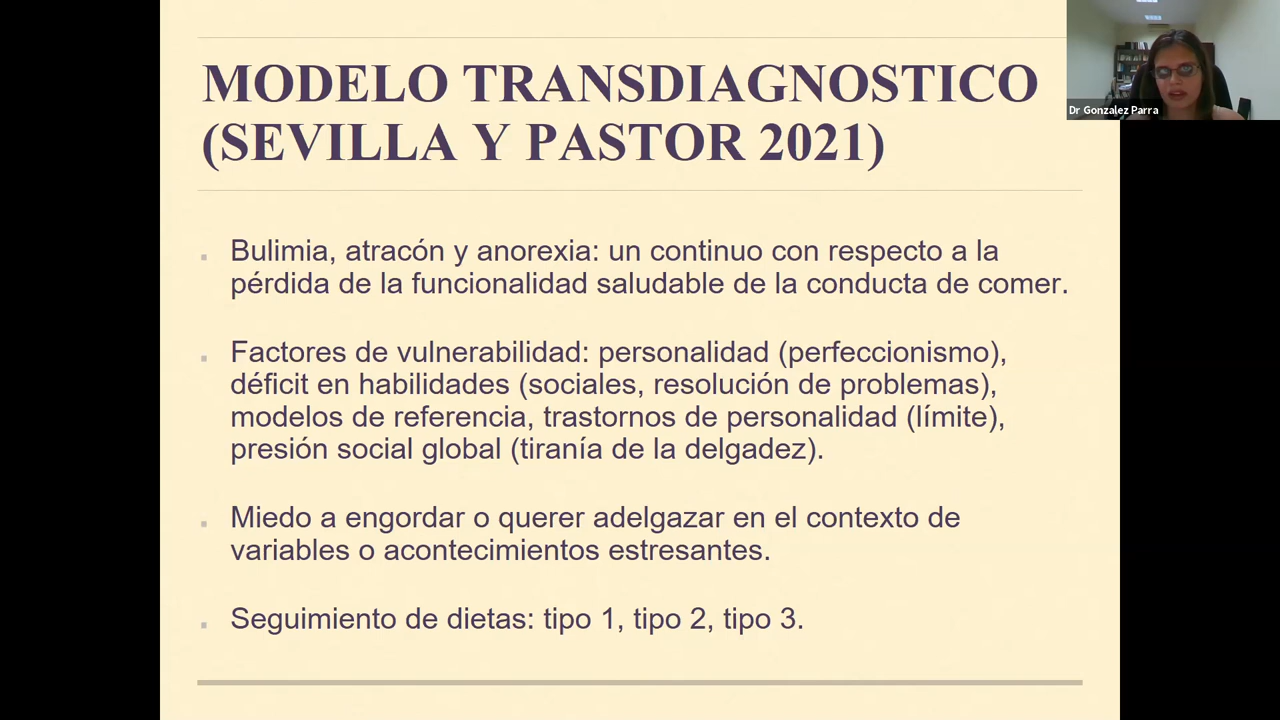 MODELO TRANSDIAGNOSTICO
(SEVILLA Y PASTOR 2021)
Dr Gonzalez Parra
Bulimia, atracón y anorexia: un continuo con respecto a la
pérdida de la funcionalidad saludable de la conducta de comer.
Factores de vulnerabilidad: personalidad (perfeccionismo),
déficit en habilidades (sociales, resolución de problemas),
modelos de referencia, trastornos de personalidad (límite),
presión social global (tiranía de la delgadez).
Miedo a engordar o querer adelgazar en el contexto de
variables o acontecimientos estresantes.
Seguimiento de dietas: tipo 1, tipo 2, tipo 3.